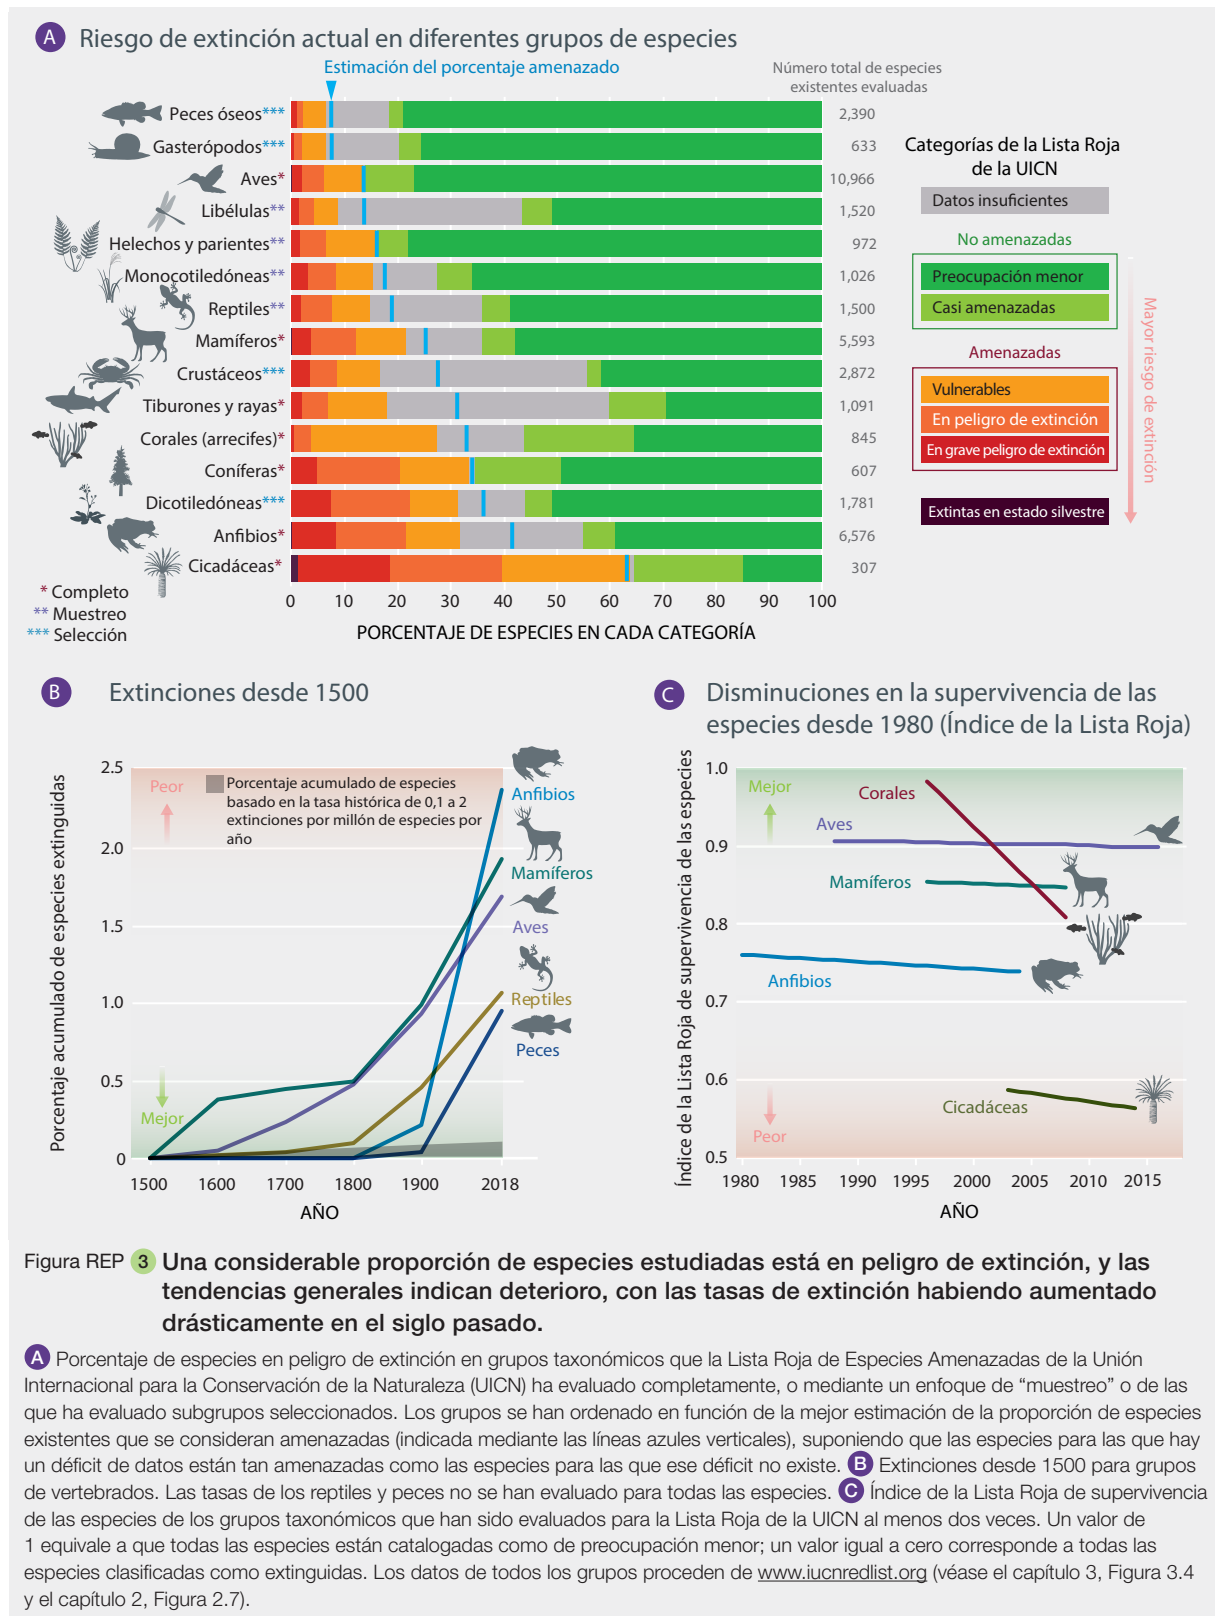 A Riesgo de extinción actual en diferentes grupos de especies
Estimación del porcentaje amenazado
Número total de especies
existentes evaluadas
Peces óseos*** 2,390
Gasterópodos*** 633
Aves* 10,966
Libélulas** 1,520
Helechos y parientes** 972
Monocotiledóneas** 1,026
Reptiles** 1,500
Mamíferos* 5,593
Crustáceos*** 2,872
Tiburones y rayas* 1,091
Corales (arrecifes)* 845
Coníferas* 607
Dicotiledóneas*** 1,781
Anfibios* 6,576
Cicadáceas* 307
0 10 20 30 40 50 60 70 80 90 100
PORCENTAJE DE ESPECIES EN CADA CATEGORÍA
* Completo
** Muestreo
*** Selección
Categorías de la Lista Roja
de la UICN
Datos insuficientes
No amenazadas
Preocupación menor
Casi amenazadas
Amenazadas
Vulnerables
En peligro de extinción
En grave peligro de extinción
Extintas en estado silvestre
Mayor riesgo de extinción
B Extinciones desde 1500
Porcentaje acumulado de especies extinguidas
2.5
2.0
1.5
1.0
0.5
0
Peor
Mejor
Porcentaje acumulado de especies
basado en la tasa histórica de 0,1 a 2
extinciones por millón de especies por
año
Anfibios
Mamíferos
Aves
Reptiles
Peces
1500 1600 1700 1800 1900 2018
AÑO
C Disminuciones en la supervivencia de las
especies desde 1980 (Índice de la Lista Roja)
Índice de la Lista Roja de supervivencia de las especies
1.0
0.9
0.8
0.7
0.6
0.5
Mejor
Peor
Corales
Aves
Mamíferos
Anfibios
Cicadáceas
1980 1985 1990 1995 2000 2005 2010 2015
AÑO
Figura REP 3 Una considerable proporción de especies estudiadas está en peligro de extinción, y las
tendencias generales indican deterioro, con las tasas de extinción habiendo aumentado
drásticamente en el siglo pasado.
A Porcentaje de especies en peligro de extinción en grupos taxonómicos que la Lista Roja de Especies Amenazadas de la Unión
Internacional para la Conservación de la Naturaleza (UICN) ha evaluado completamente, o mediante un enfoque de “muestreo” o de las
que ha evaluado subgrupos seleccionados. Los grupos se han ordenado en función de la mejor estimación de la proporción de especies
existentes que se consideran amenazadas (indicada mediante las líneas azules verticales), suponiendo que las especies para las que hay
un déficit de datos están tan amenazadas como las especies para las que ese déficit no existe. B Extinciones desde 1500 para grupos
de vertebrados. Las tasas de los reptiles y peces no se han evaluado para todas las especies. C Índice de la Lista Roja de supervivencia
de las especies de los grupos taxonómicos que han sido evaluados para la Lista Roja de la UICN al menos dos veces. Un valor de
1 equivale a que todas las especies están catalogadas como de preocupación menor; un valor igual a cero corresponde a todas las
especies clasificadas como extinguidas. Los datos de todos los grupos proceden de www.iucnredlist.org (véase el capítulo 3, Figura 3.4
y el capítulo 2, Figura 2.7).